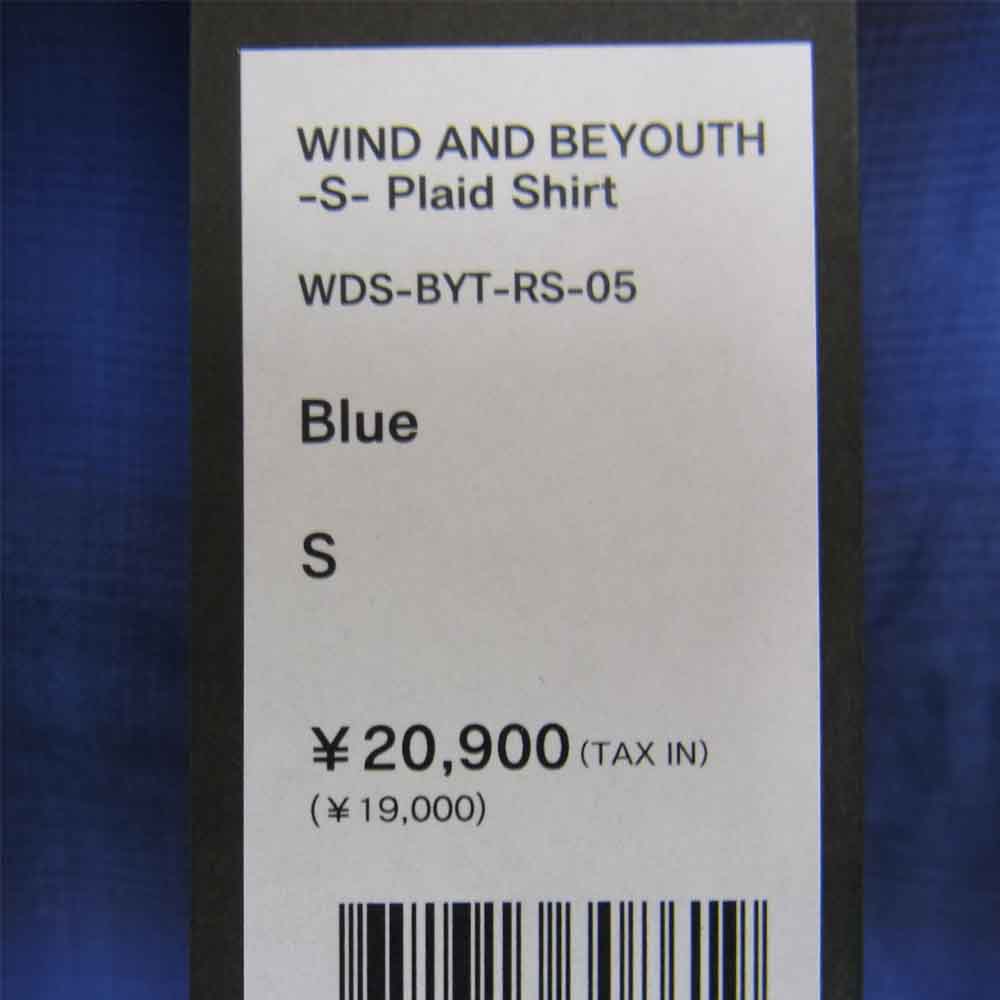 WIND AND BEYOUTH
-S- Plaid Shirt
WDS-BYT-RS-05
Blue
S
¥20,900(TAX IN)
(¥19,000)